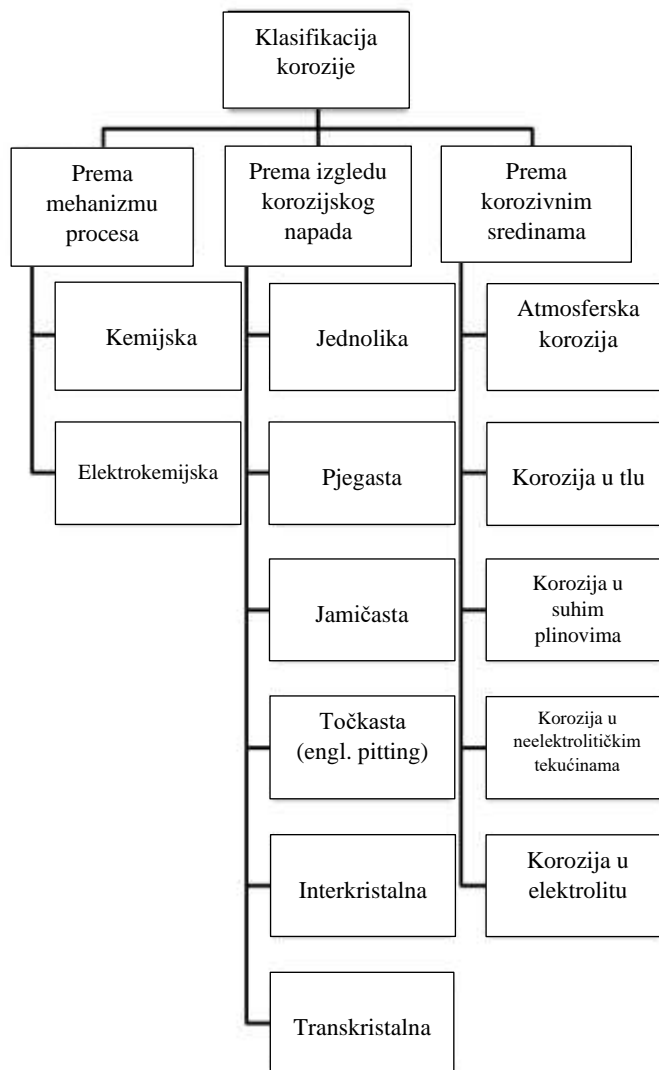 Klasifikacija
korozije
Prema
mehanizmu
procesa
Kemijska
Elektrokemijska
Prema izgledu
korozijskog
napada
Jednolika
Pjegasta
Jamičasta
Točkasta
(engl. pitting)
Interkristalna
Transkristalna
Prema
korozivnim
sredinama
Atmosferska
korozija
Korozija u tlu
Korozija u
suhim
plinovima
Korozija u
neelektrolitičkim
tekućinama
Korozija u
elektrolitu